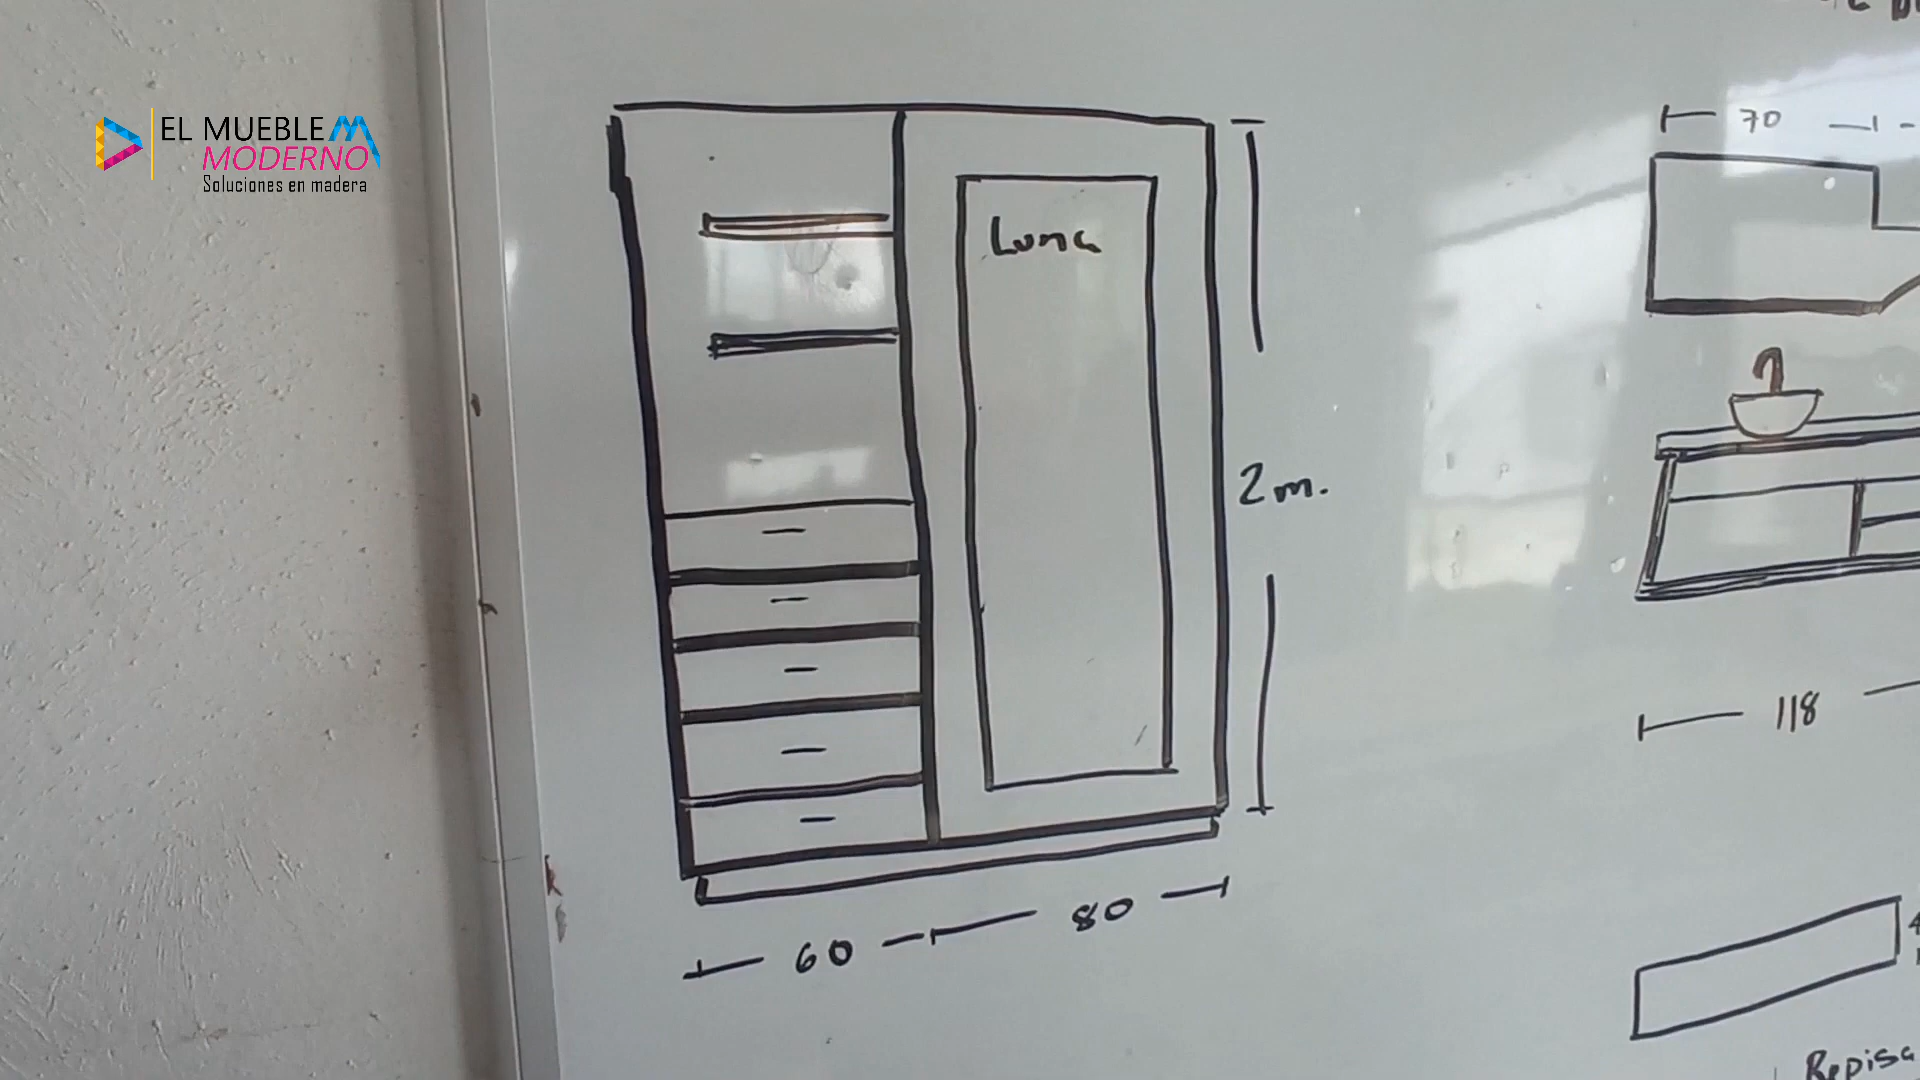 EL MUEBLE
MODERNO
Soluciones en madera
Luna
2m.
60
80
70
118
Repisa